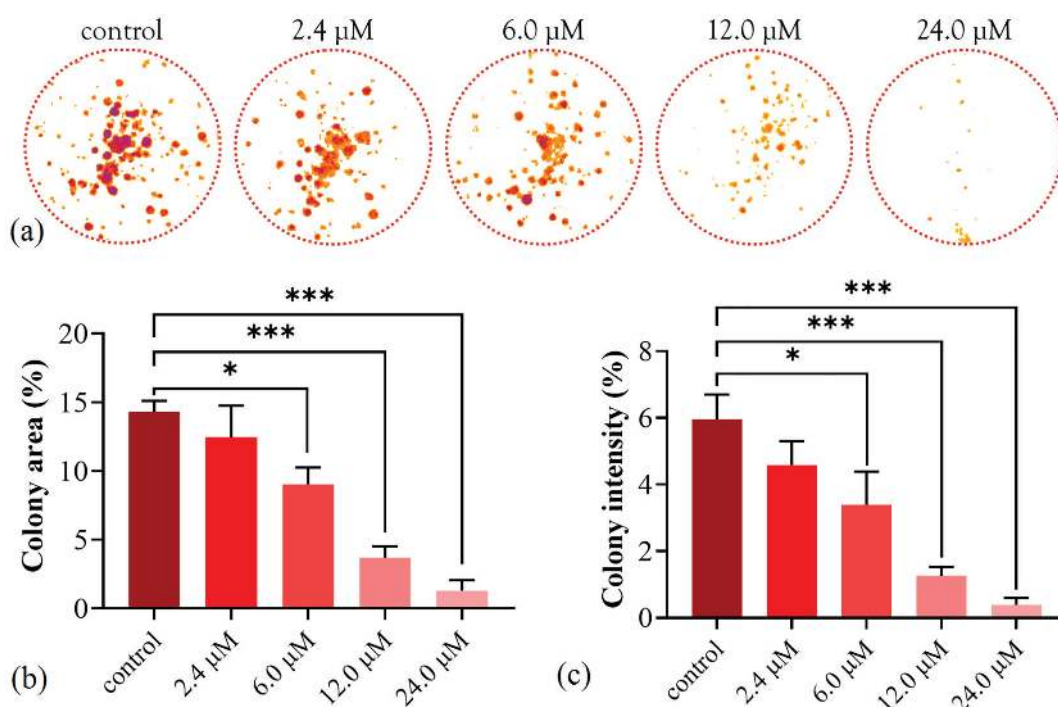 control 2.4 µM 6.0 µM 12.0 µM 24.0 µM
(a)
***
***
*
20
15
10
5
0
Colony area (%)
control 2.4 µM 6.0 µM 12.0 µM 24.0 µM
(b)
***
***
*
8
6
4
2
0
Colony intensity (%)
control 2.4 µM 6.0 µM 12.0 µM 24.0 µM
(c)